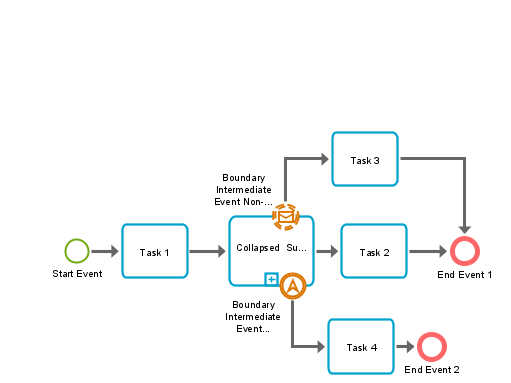 Task 3
Boundary
Intermediate
Event Non-...
Task 1
Collapsed Su...
Task 2
Start Event
End Event 1
Boundary
Intermediate
Event...
Task 4
End Event 2